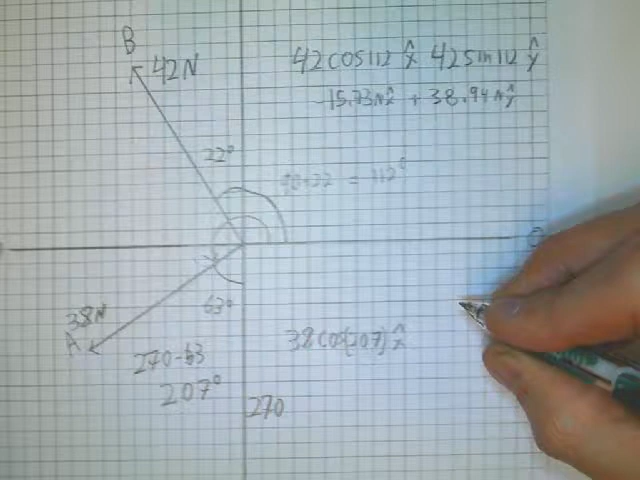 B
42N
42cos112 x̂ 42sin112 ŷ
-15.73N x̂ + 38.94N ŷ
22°
90+22 = 112°
0
63°
38N
A
38cos(207) x̂
270-63
207°
270